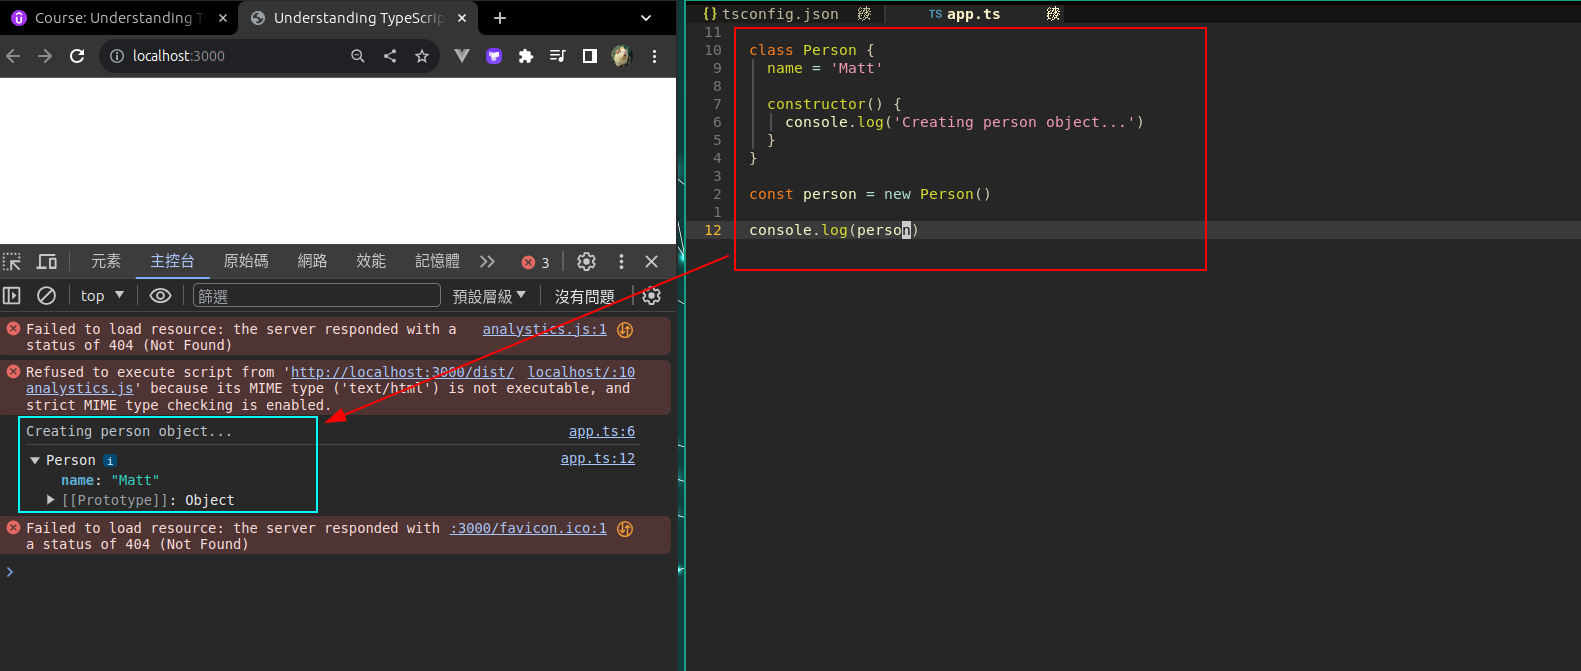 Course: Understanding T
Understanding TypeScrip
localhost:3000
元素
主控台
原始碼
網路
效能
記憶體
3
top
篩選
預設層級
沒有問題
Failed to load resource: the server responded with a analystics.js:1
status of 404 (Not Found)
Refused to execute script from 'http://localhost:3000/dist/ localhost/:10
analystics.js' because its MIME type ('text/html') is not executable, and
strict MIME type checking is enabled.
Creating person object... app.ts:6
Person i app.ts:12
name: "Matt"
[[Prototype]]: Object
Failed to load resource: the server responded with :3000/favicon.ico:1
a status of 404 (Not Found)
{} tsconfig.json
TS app.ts
11
10 class Person {
9 name = 'Matt'
8
7 constructor() {
6 console.log('Creating person object...')
5 }
4 }
3
2 const person = new Person()
1
12 console.log(person)